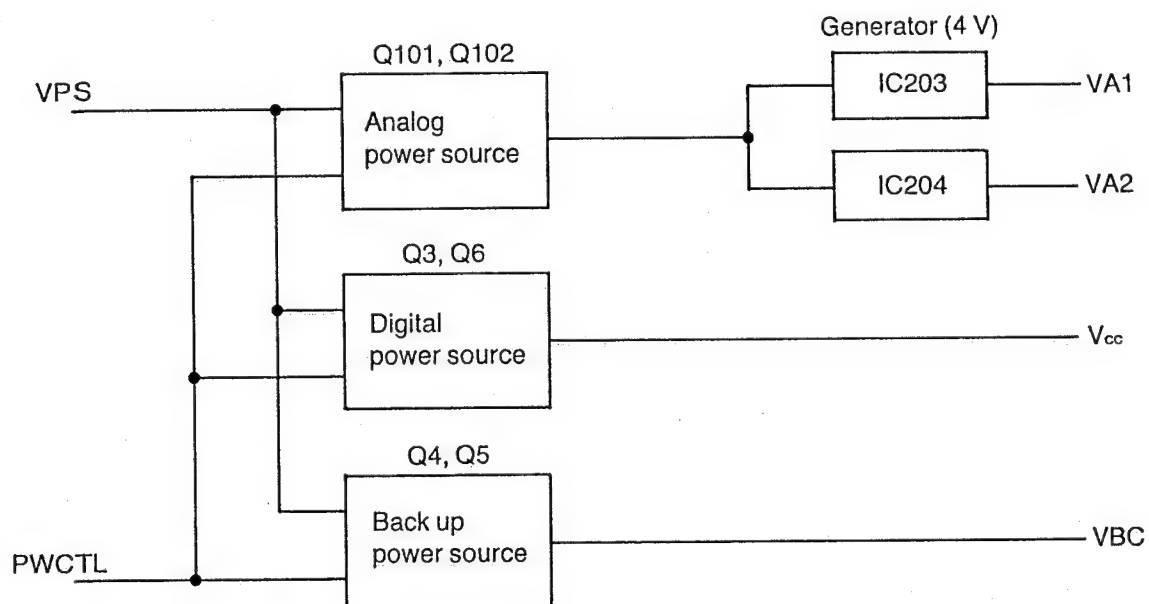 Generator (4 V)
Q101, Q102
VPS
IC203
VA1
Analog
power source
IC204
VA2
Q3, Q6
Digital
power source
Vcc
Q4, Q5
Back up
power source
VBC
PWCTL